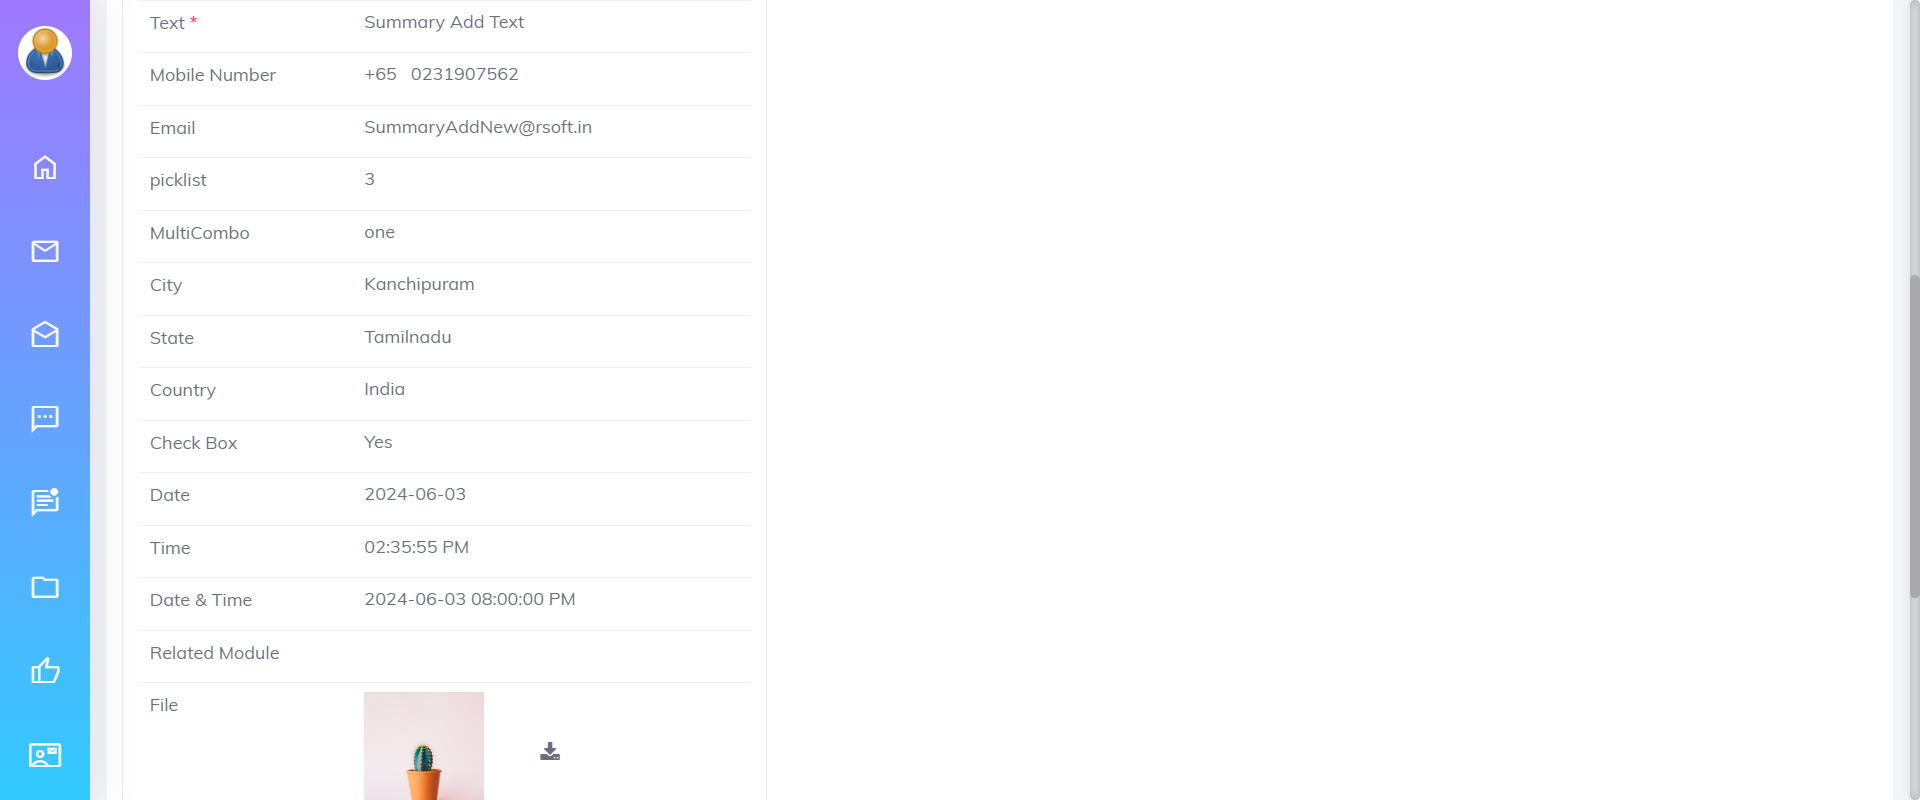 Text * Summary Add Text
Mobile Number +65 0231907562
Email SummaryAddNew@rsoft.in
picklist 3
MultiCombo one
City Kanchipuram
State Tamilnadu
Country India
Check Box Yes
Date 2024-06-03
Time 02:35:55 PM
Date & Time 2024-06-03 08:00:00 PM
Related Module
File